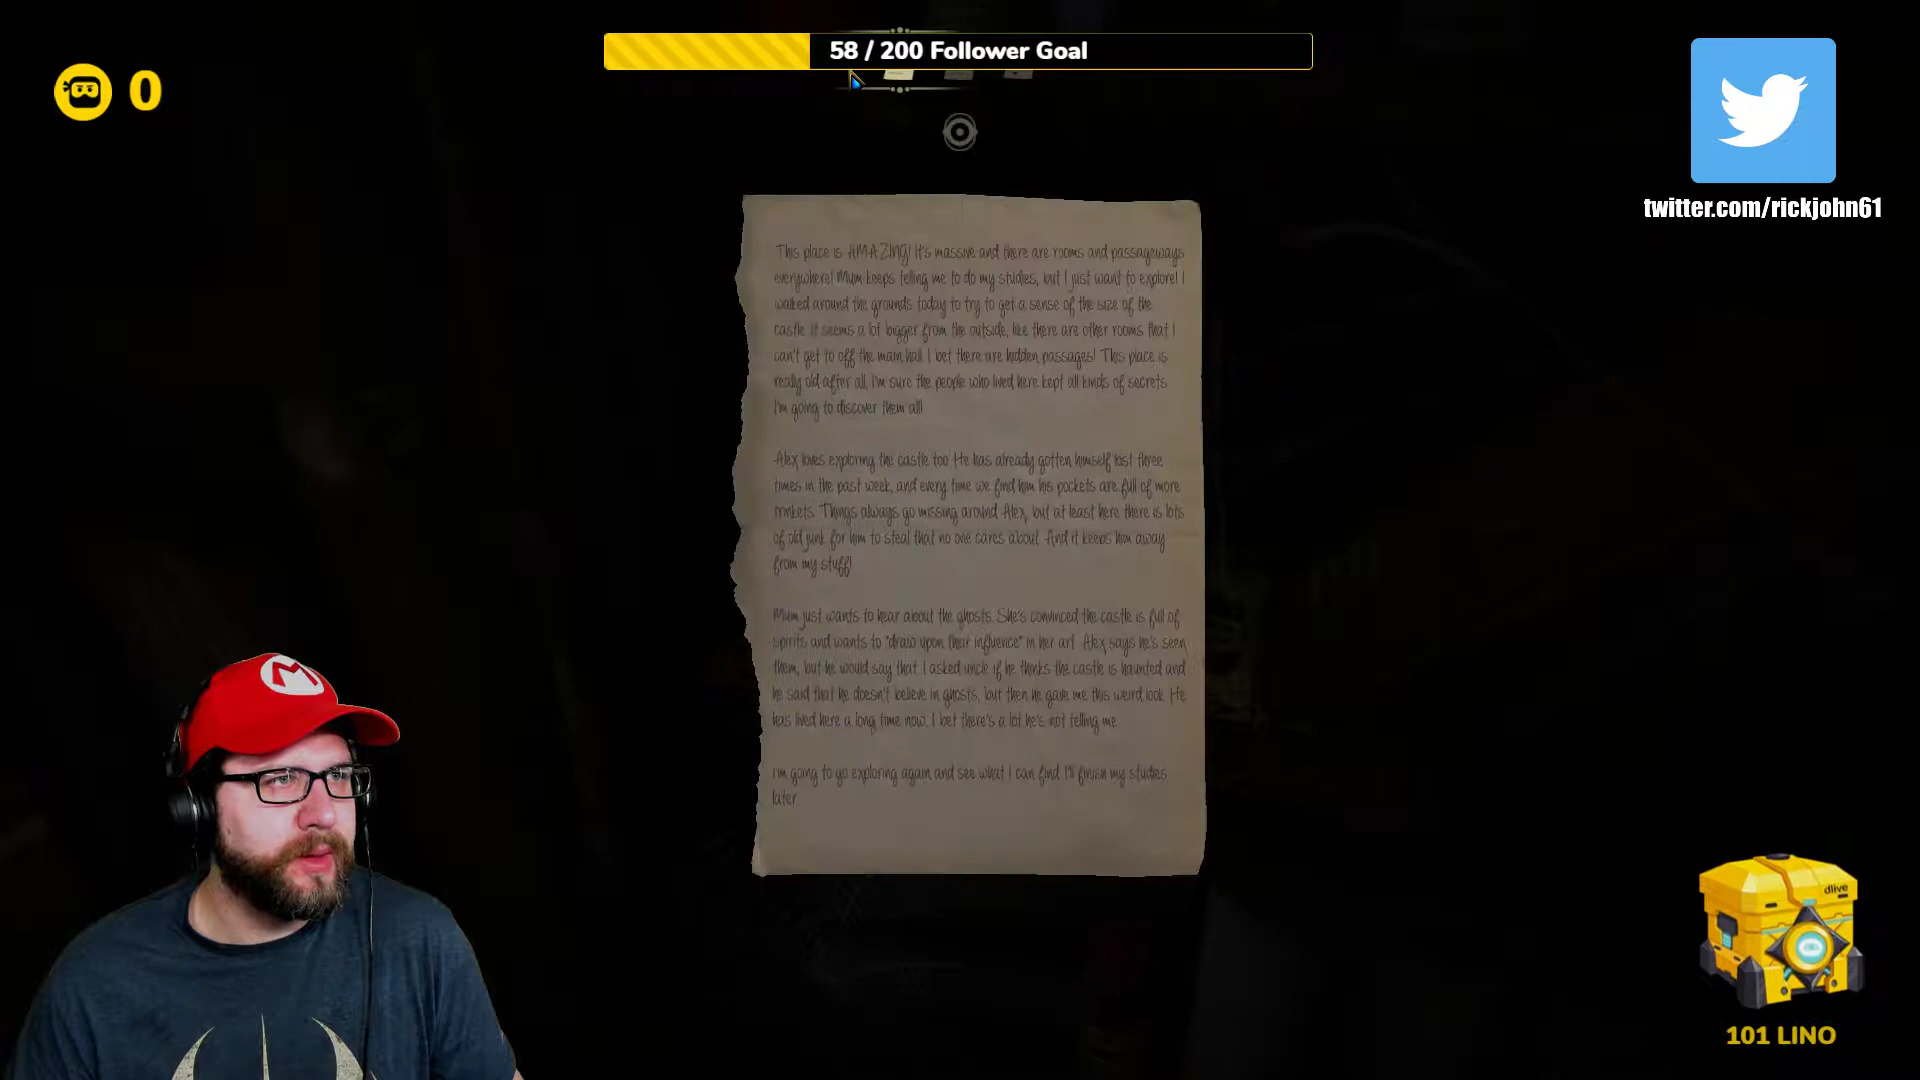 58 / 200 Follower Goal
0
twitter.com/rickjohn61
This place is AMAZING! It's massive and there are rooms and passageways
everywhere! Mum keeps telling me to do my studies, but I just want to explore! I
walked around the grounds today to try to get a sense of the size of the
castle. It seems a lot bigger from the outside, like there are other rooms that I
can't get to off the main hall. I bet there are hidden passages! This place is
really old after all, I'm sure the people who lived here kept all kinds of secrets.
I'm going to discover them all!
Alex loves exploring the castle too. He has already gotten himself lost three
times in the past week, and every time we find him his pockets are full of more
trinkets. Things always go missing around Alex, but at least here there is lots
of old junk for him to steal that no one cares about. And it keeps him away
from my stuff!
Mum just wants to hear about the ghosts. She's convinced the castle is full of
spirits and wants to "draw upon their influence" in her art. Alex says he's seen
them, but he would say that. I asked uncle if he thinks the castle is haunted and
he said that he doesn't believe in ghosts, but then he gave me this weird look. He
has lived here a long time now, I bet there's a lot he's not telling me.
I'm going to go exploring again and see what I can find. I'll finish my studies
later.
M
dlive
101 LINO